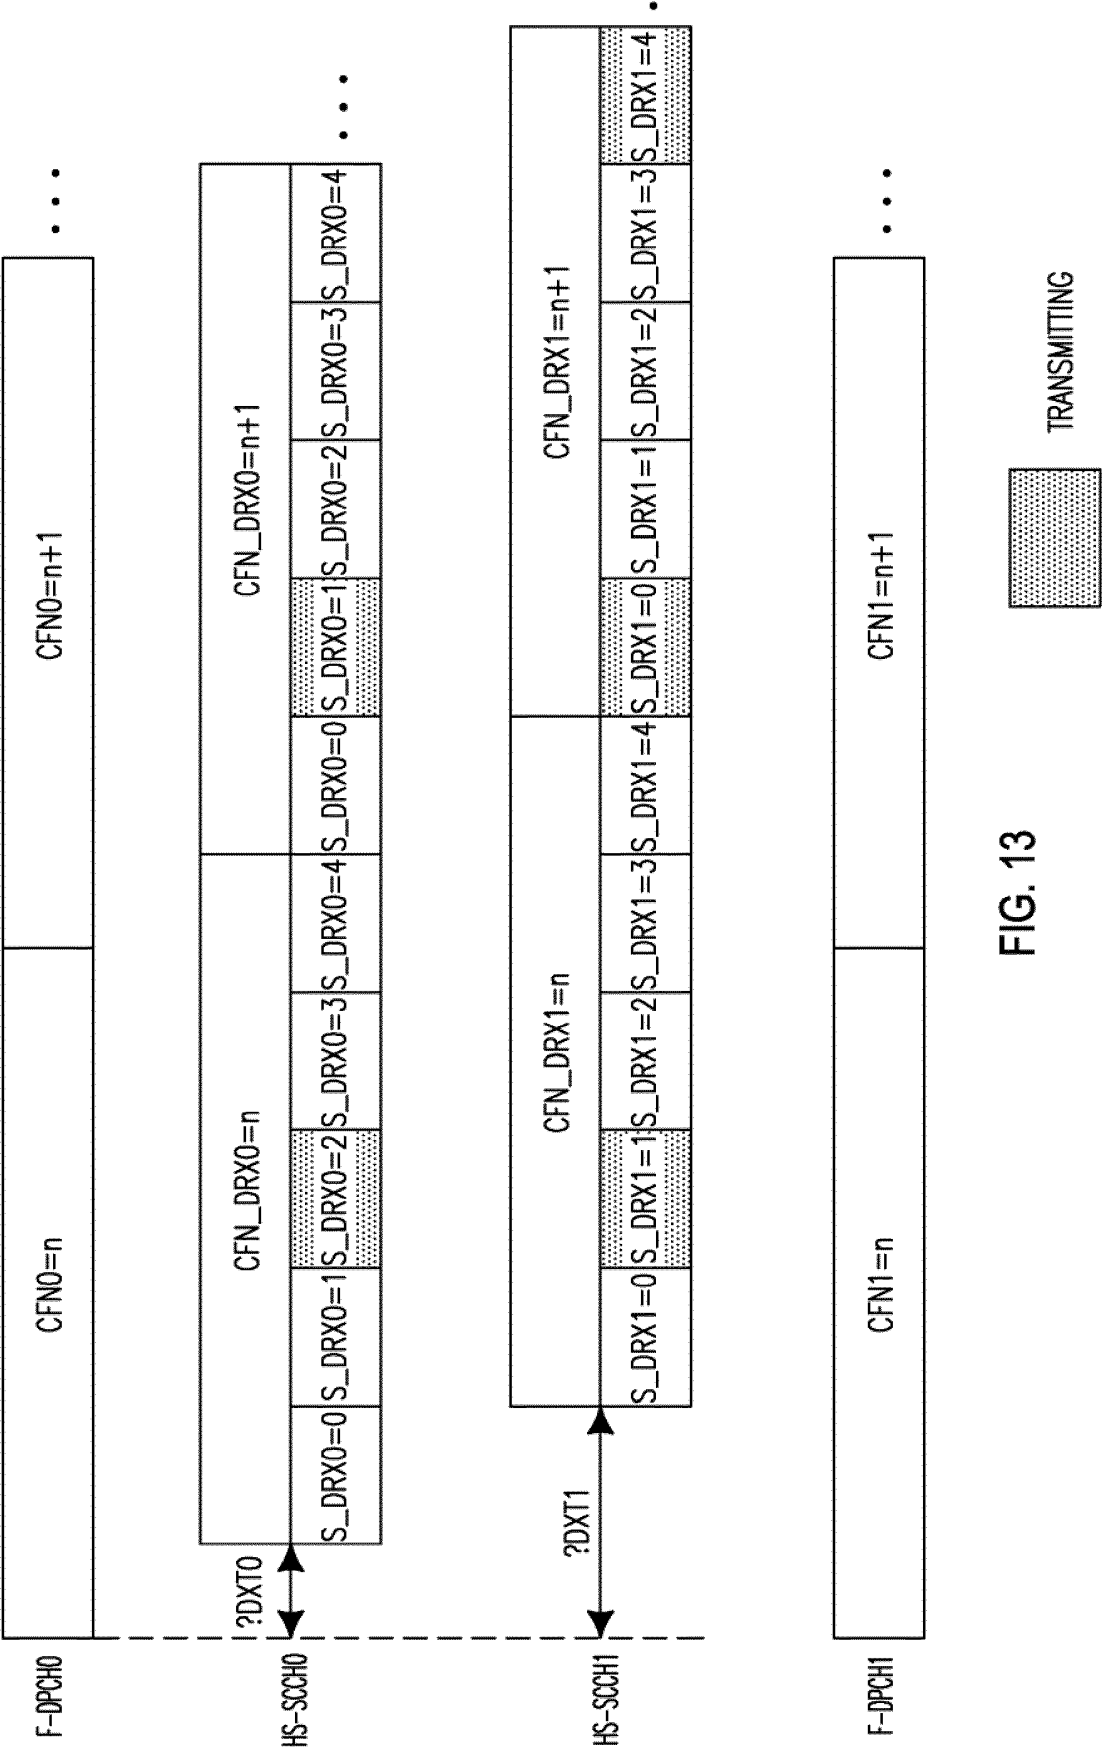 F-DPCH0
CFN0=n
CFN0=n+1
HS-SCCH0
?DXT0
CFN_DRX0=n
CFN_DRX0=n+1
S_DRX0=0
S_DRX0=1
S_DRX0=2
S_DRX0=3
S_DRX0=4
S_DRX0=0
S_DRX0=1
S_DRX0=2
S_DRX0=3
S_DRX0=4
HS-SCCH1
?DXT1
CFN_DRX1=n
CFN_DRX1=n+1
S_DRX1=0
S_DRX1=1
S_DRX1=2
S_DRX1=3
S_DRX1=4
S_DRX1=0
S_DRX1=1
S_DRX1=2
S_DRX1=3
S_DRX1=4
F-DPCH1
CFN1=n
CFN1=n+1
TRANSMITTING
FIG. 13